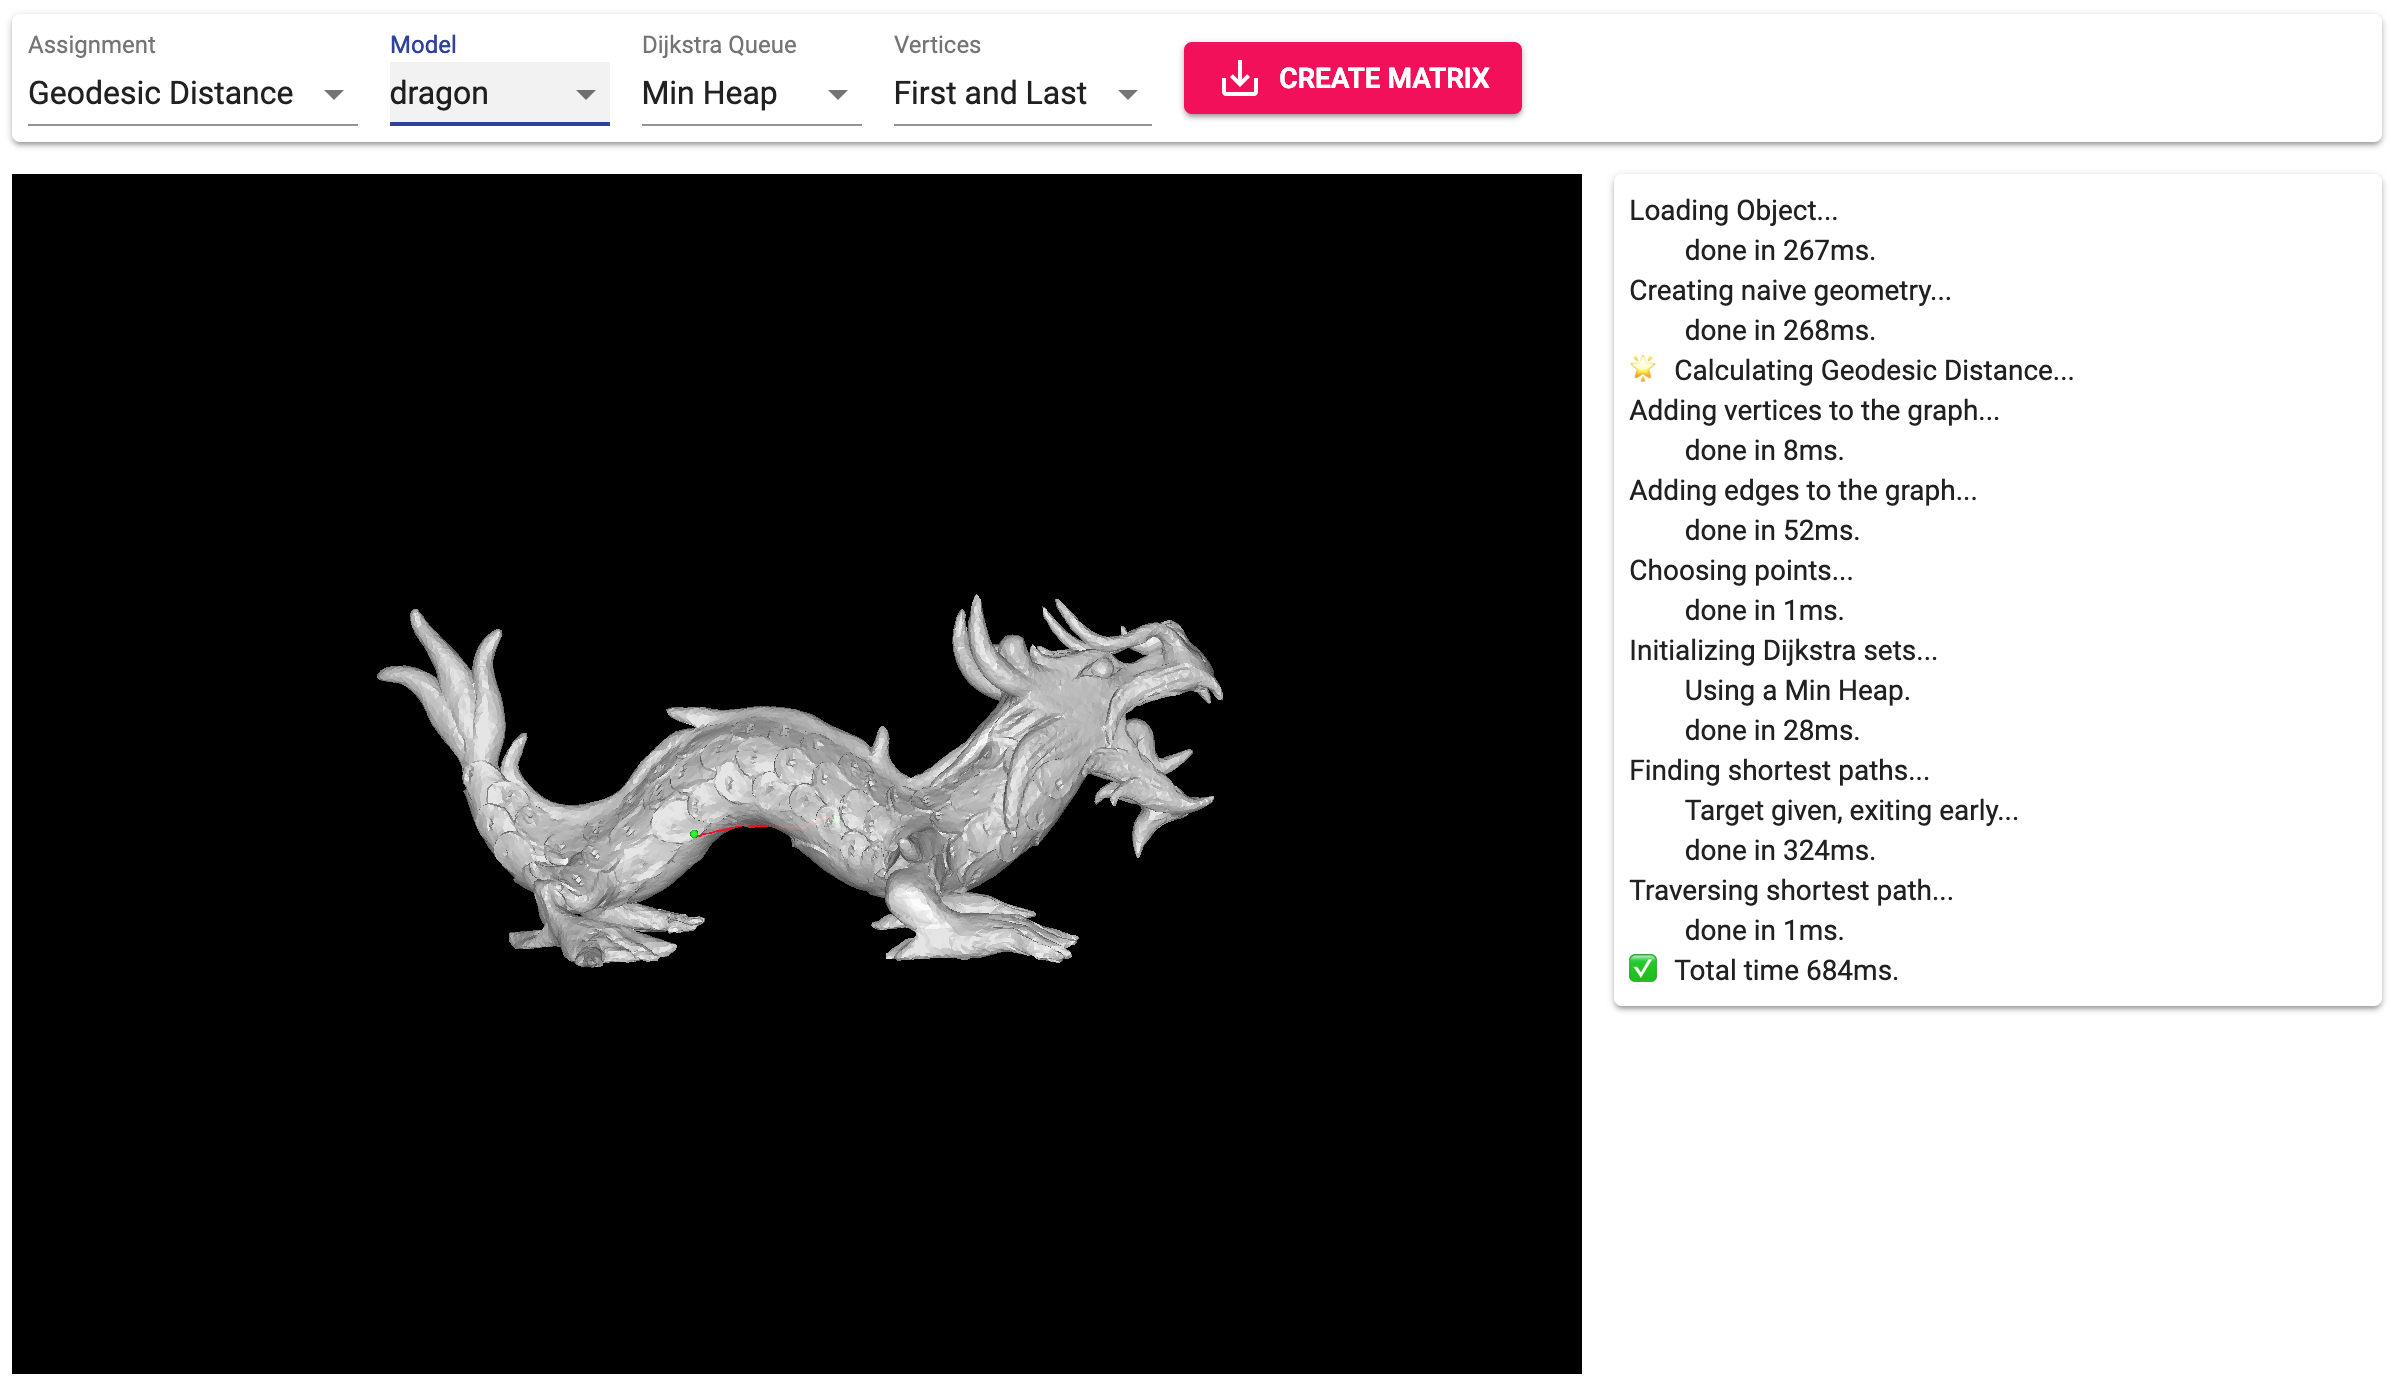 Assignment
Model
Dijkstra Queue
Vertices
Geodesic Distance
dragon
Min Heap
First and Last
CREATE MATRIX
Loading Object...
done in 267ms.
Creating naive geometry...
done in 268ms.
🌟 Calculating Geodesic Distance...
Adding vertices to the graph...
done in 8ms.
Adding edges to the graph...
done in 52ms.
Choosing points...
done in 1ms.
Initializing Dijkstra sets...
Using a Min Heap.
done in 28ms.
Finding shortest paths...
Target given, exiting early...
done in 324ms.
Traversing shortest path...
done in 1ms.
✅ Total time 684ms.